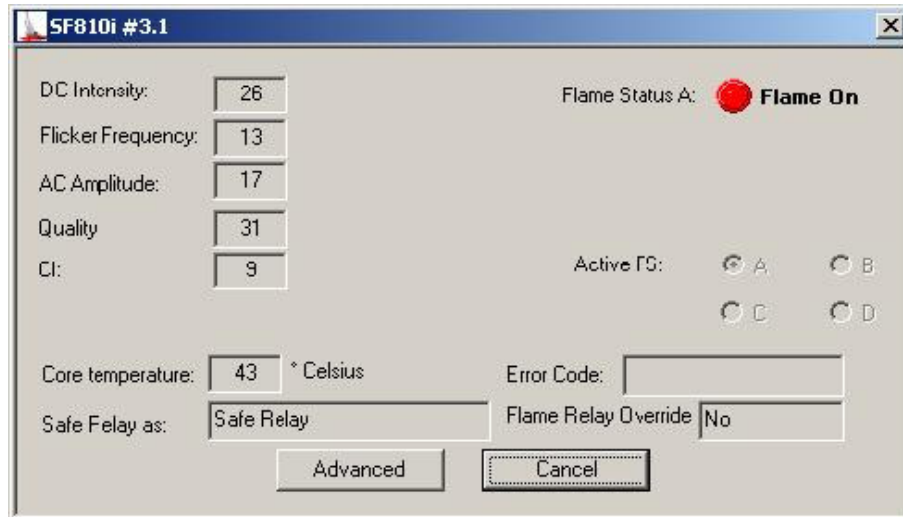 SF810i #3.1
DC Intensity: 26
Flame Status A: Flame On
Flicker Frequency: 13
AC Amplitude: 17
Quality 31
CI: 9
Active FS: A B
C D
Core temperature: 43 ° Celsius
Error Code:
Safe Felay as: Safe Relay
Flame Relay Override No
Advanced Cancel